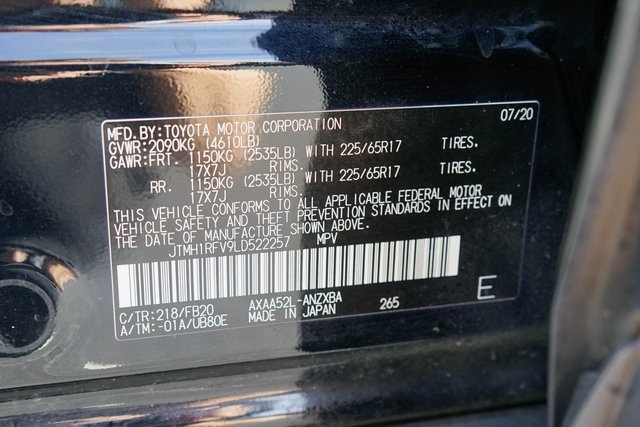 MFD.BY:TOYOTA MOTOR CORPORATION 07/20
GVWR:2090KG (4610LB)
GAWR:FRT. 1150KG (2535LB) WITH 225/65R17 TIRES.
17X7J RIMS.
RR. 1150KG (2535LB) WITH 225/65R17 TIRES.
17X7J RIMS.
THIS VEHICLE CONFORMS TO ALL APPLICABLE FEDERAL MOTOR
VEHICLE SAFETY AND THEFT PREVENTION STANDARDS IN EFFECT ON
THE DATE OF MANUFACTURE SHOWN ABOVE.
JTMH1RFV9LD522257 MPV
C/TR:218/FB20 AXAA52L-ANZXBA 265 E
A/TM:-01A/UB80E MADE IN JAPAN